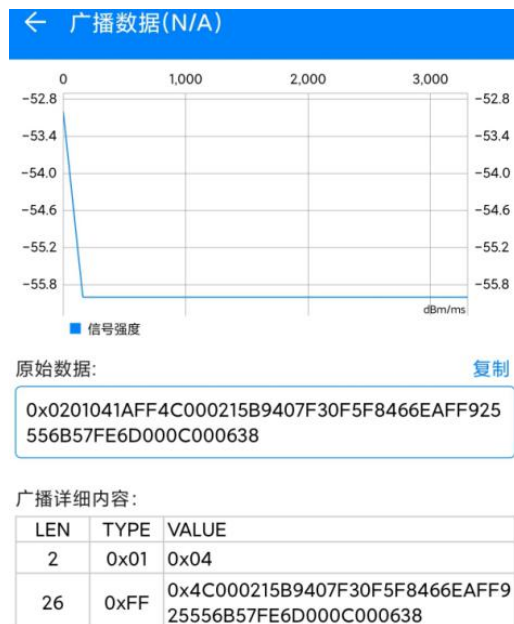 ← 广播数据(N/A)
0 1,000 2,000 3,000
-52.8 -52.8
-53.4 -53.4
-54.0 -54.0
-54.6 -54.6
-55.2 -55.2
-55.8 -55.8
dBm/ms
信号强度
原始数据: 复制
0x0201041AFF4C000215B9407F30F5F8466EAFF925
556B57FE6D000C000638
广播详细内容:
LEN TYPE VALUE
2 0x01 0x04
26 0xFF 0x4C000215B9407F30F5F8466EAFF9
25556B57FE6D000C000638